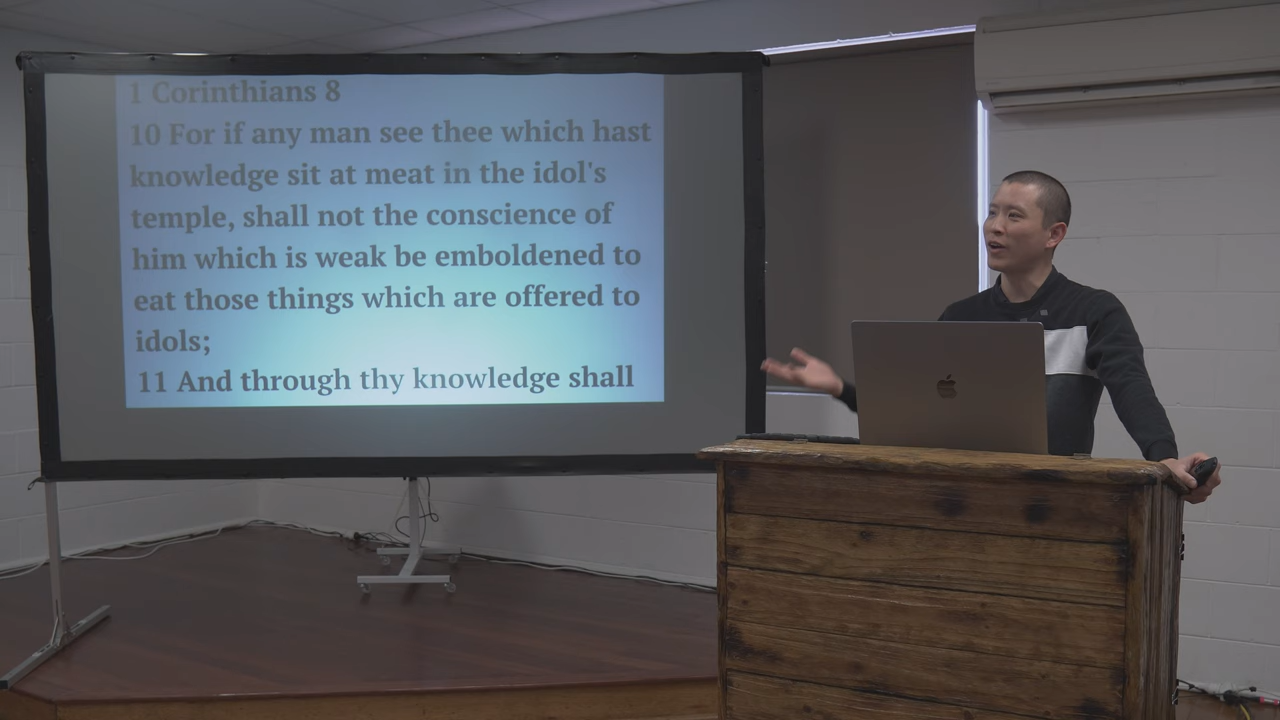 1 Corinthians 8
10 For if any man see thee which hast
knowledge sit at meat in the idol's
temple, shall not the conscience of
him which is weak be emboldened to
eat those things which are offered to
idols;
11 And through thy knowledge shall